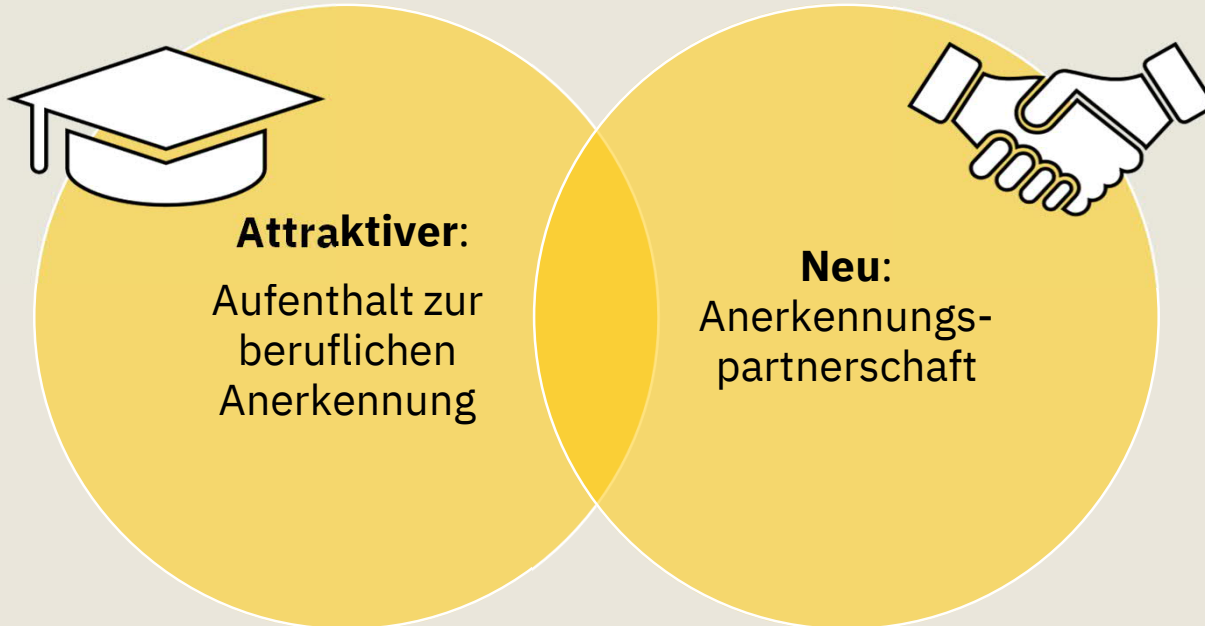 Attraktiver:
Aufenthalt zur
beruflichen
Anerkennung
Neu:
Anerkennungs-
partnerschaft